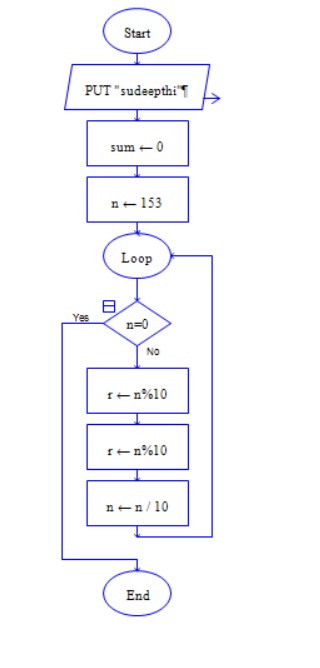 Start
PUT "sudeepthi"¶
sum ← 0
n ← 153
Loop
n=0
Yes
No
r ← n%10
r ← n%10
n ← n / 10
End